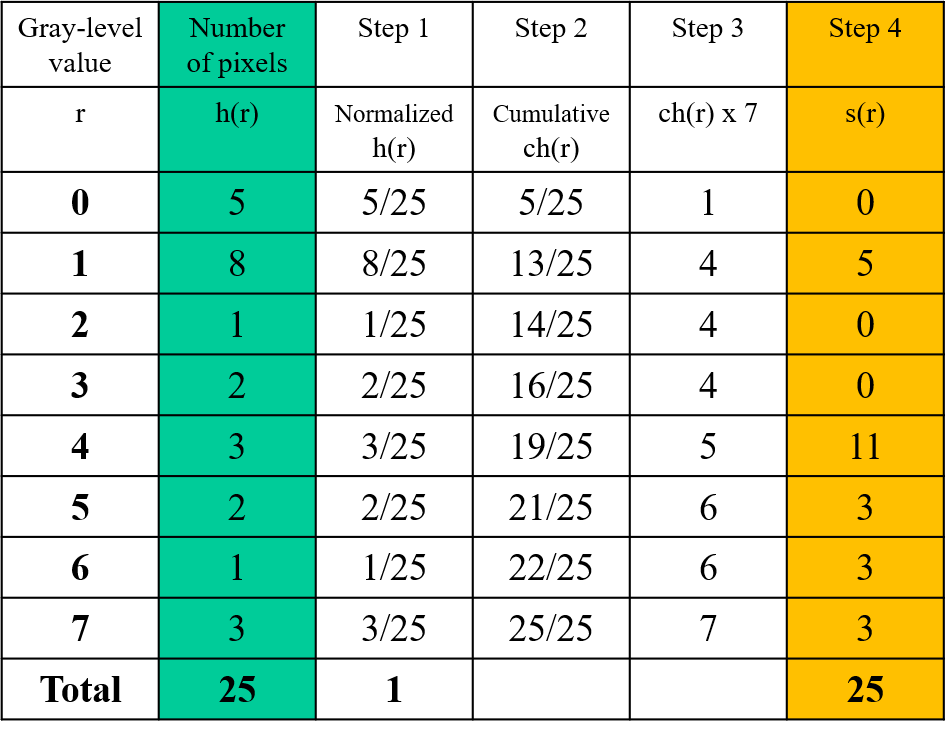 Gray-level value Number of pixels Step 1 Step 2 Step 3 Step 4
r h(r) Normalized h(r) Cumulative ch(r) ch(r) x 7 s(r)
0 5 5/25 5/25 1 0
1 8 8/25 13/25 4 5
2 1 1/25 14/25 4 0
3 2 2/25 16/25 4 0
4 3 3/25 19/25 5 11
5 2 2/25 21/25 6 3
6 1 1/25 22/25 6 3
7 3 3/25 25/25 7 3
Total 25 1 25